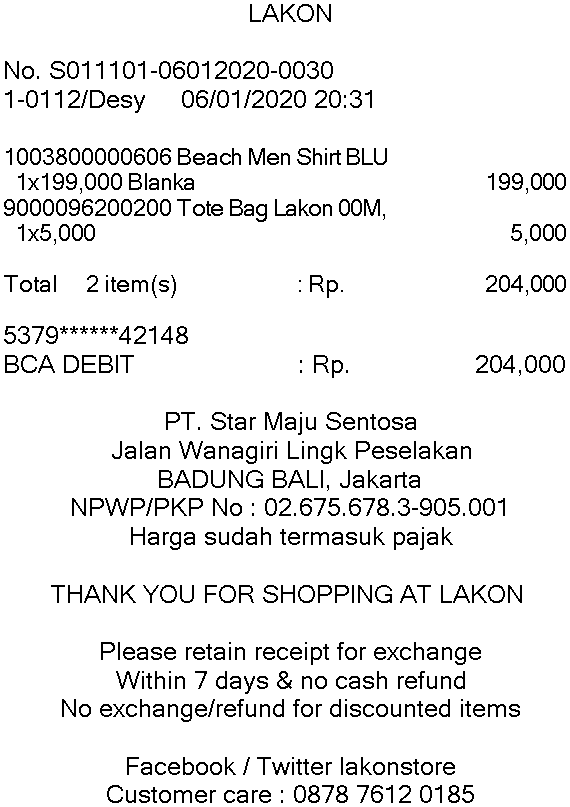 LAKON
No. S011101-06012020-0030
1-0112/Desy 06/01/2020 20:31
1003800000606 Beach Men Shirt BLU
1x199,000 Blanka 199,000
9000096200200 Tote Bag Lakon 00M,
1x5,000 5,000
Total 2 item(s) : Rp. 204,000
5379******42148
BCA DEBIT : Rp. 204,000
PT. Star Maju Sentosa
Jalan Wanagiri Lingk Peselakan
BADUNG BALI, Jakarta
NPWP/PKP No : 02.675.678.3-905.001
Harga sudah termasuk pajak
THANK YOU FOR SHOPPING AT LAKON
Please retain receipt for exchange
Within 7 days & no cash refund
No exchange/refund for discounted items
Facebook / Twitter lakonstore
Customer care : 0878 7612 0185